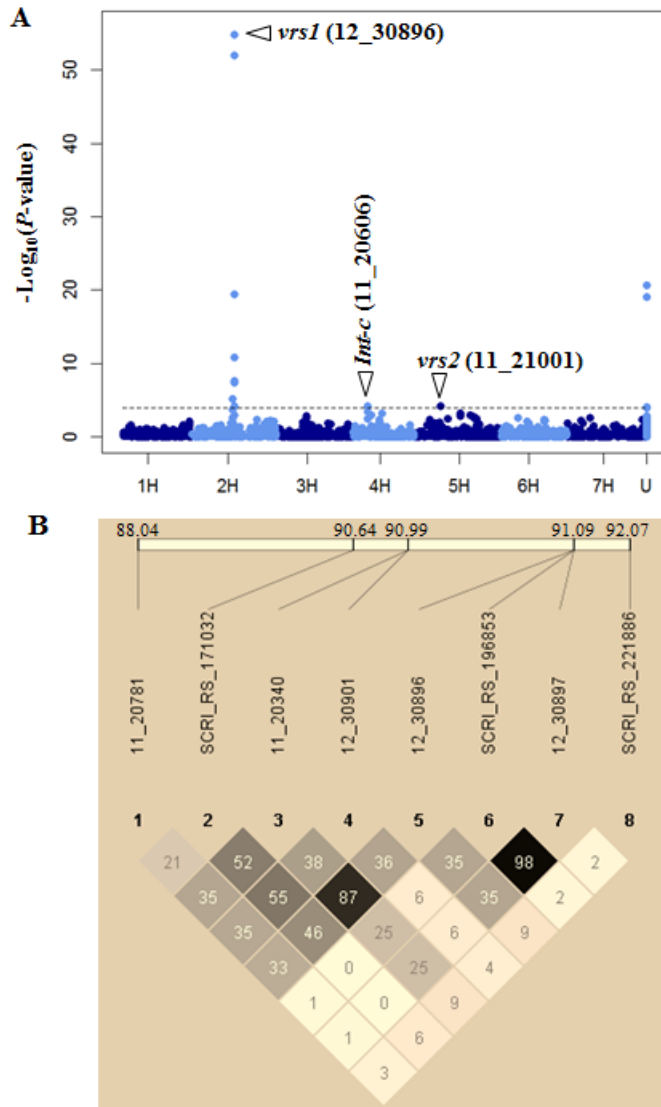 A
-Log10(P-value)
50
40
30
20
10
0
vrs1 (12_30896)
Int-c (11_20606)
vrs2 (11_21001)
1H 2H 3H 4H 5H 6H 7H U
B
88.04 90.64 90.99 91.09 92.07
11_20781
SCRI_RS_171032
11_20340
12_30901
12_30896
SCRI_RS_196853
12_30897
SCRI_RS_221886
1 2 3 4 5 6 7 8
21 52 38 36 35 98 2
35 55 87 6 35 2
35 46 25 6 9
33 0 25 4
1 0 9
1 6
3